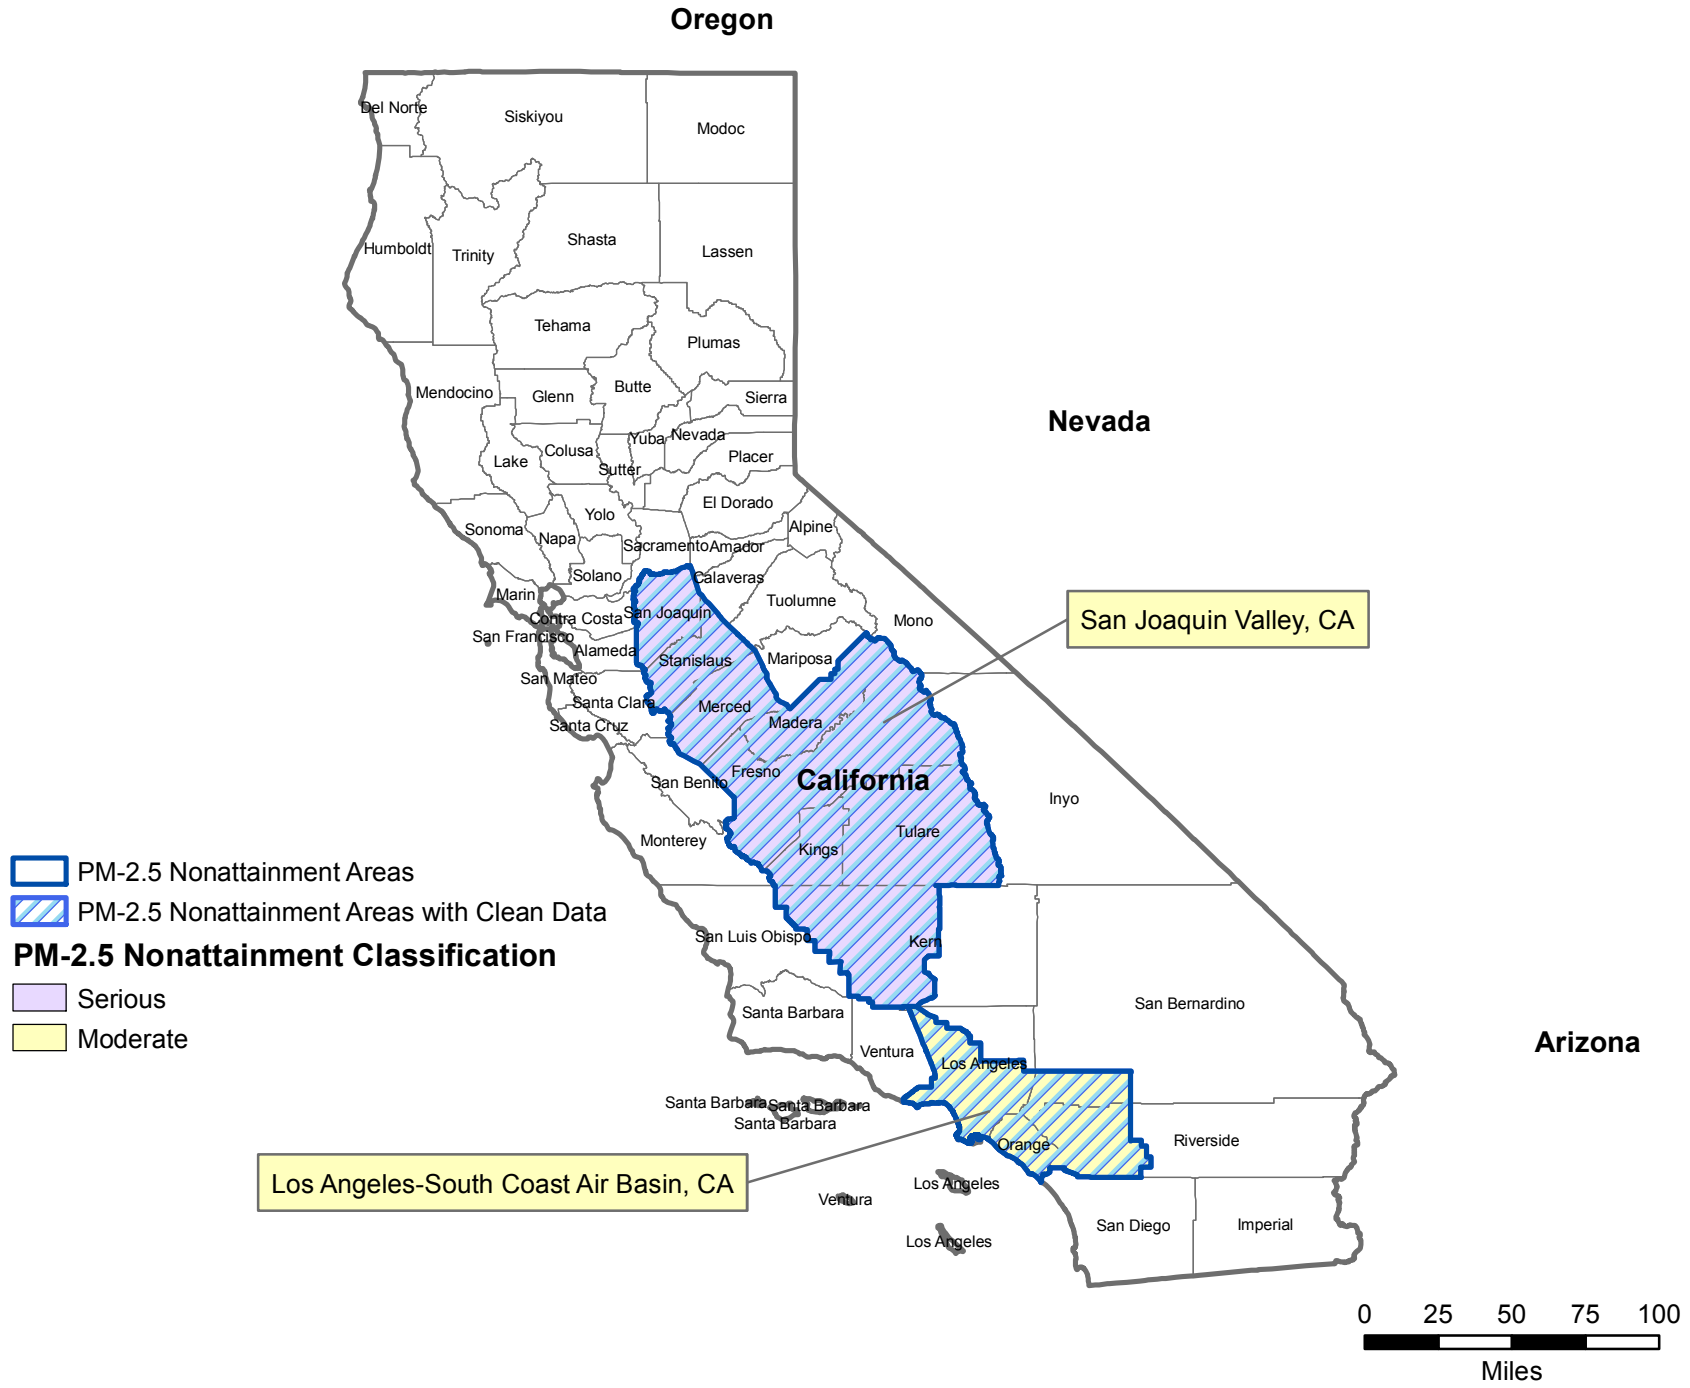 Oregon
Del Norte
Siskiyou
Modoc
Humboldt
Trinity
Shasta
Lassen
Tehama
Plumas
Mendocino
Glenn
Butte
Sierra
Lake
Colusa
Sutter
Yuba
Nevada
Placer
Nevada
Sonoma
Napa
Yolo
El Dorado
Alpine
Sacramento
Amador
Solano
Calaveras
Marin
Contra Costa
San Joaquin
Tuolumne
Mono
San Joaquin Valley, CA
San Francisco
Alameda
Stanislaus
Mariposa
San Mateo
Santa Clara
Merced
Santa Cruz
Madera
San Benito
Fresno
California
Inyo
Monterey
Kings
Tulare
PM-2.5 Nonattainment Areas
PM-2.5 Nonattainment Areas with Clean Data
PM-2.5 Nonattainment Classification
Serious
Moderate
San Luis Obispo
Kern
Santa Barbara
San Bernardino
Ventura
Los Angeles
Arizona
Santa Barbara
Santa Barbara
Santa Barbara
Orange
Riverside
Los Angeles-South Coast Air Basin, CA
Ventura
Los Angeles
Los Angeles
San Diego
Imperial
0 25 50 75 100
Miles